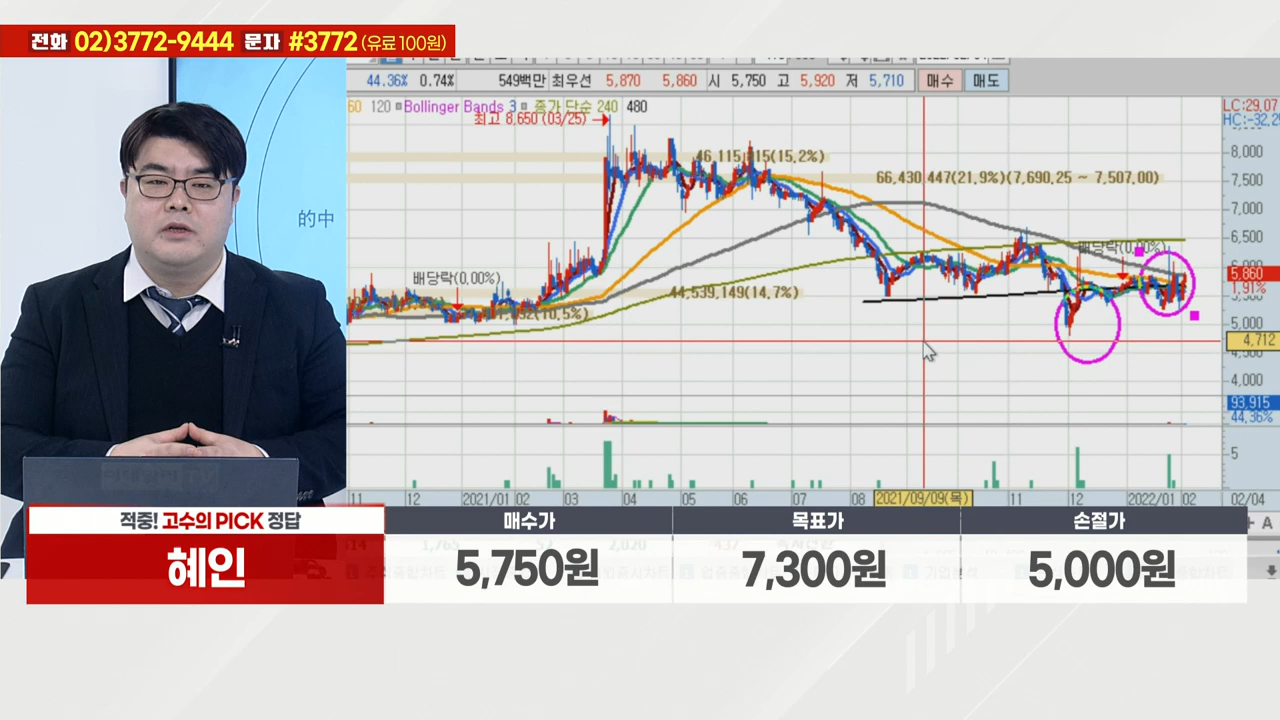 전화 02)3772-9444 문자 #3772 (유료100원)
44.36% 0.74% 549백만 최우선 5,870 5,860 시 5,750 고 5,920 저 5,710 매수 매도
60 120 Bollinger Bands 3 종가 단순 240 480
LC:29.07
최고 8,650 (03/25)
8,000
46,115,815(15.2%)
66,430,447(21.9%)(7,690.25 ~ 7,507.00)
7,500
的中
7,000
6,500
배당락(0.00%)
배당락(0.00%)
5,860
1.91%
44,539,149(14.7%)
5,000
4,712
4,500
4,000
93,915
44.36%
5
11 12 2021/01 02 03 04 05 06 07 08 2021/09/09(목) 11 12 2022/01 02 02/04
적중! 고수의 PICK 정답 매수가 목표가 손절가
혜인 5,750원 7,300원 5,000원